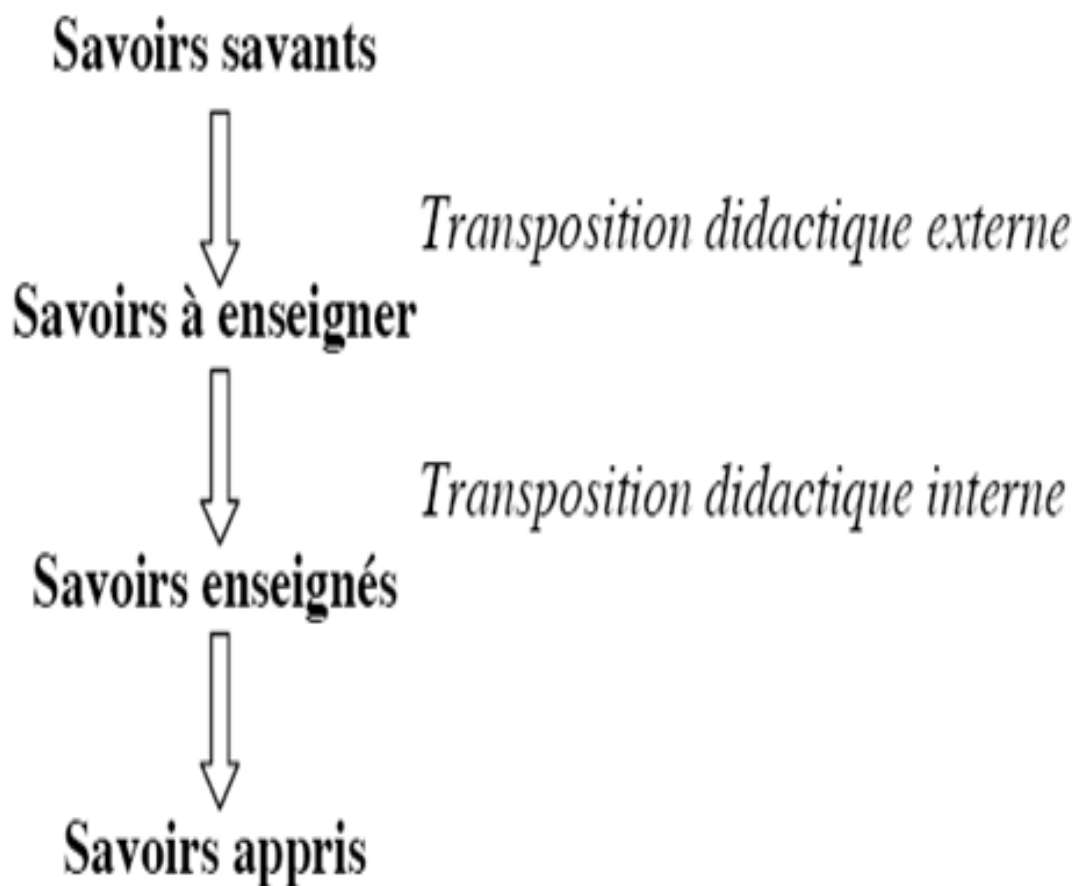 Savoirs savants
Transposition didactique externe
Savoirs à enseigner
Transposition didactique interne
Savoirs enseignés
Savoirs appris